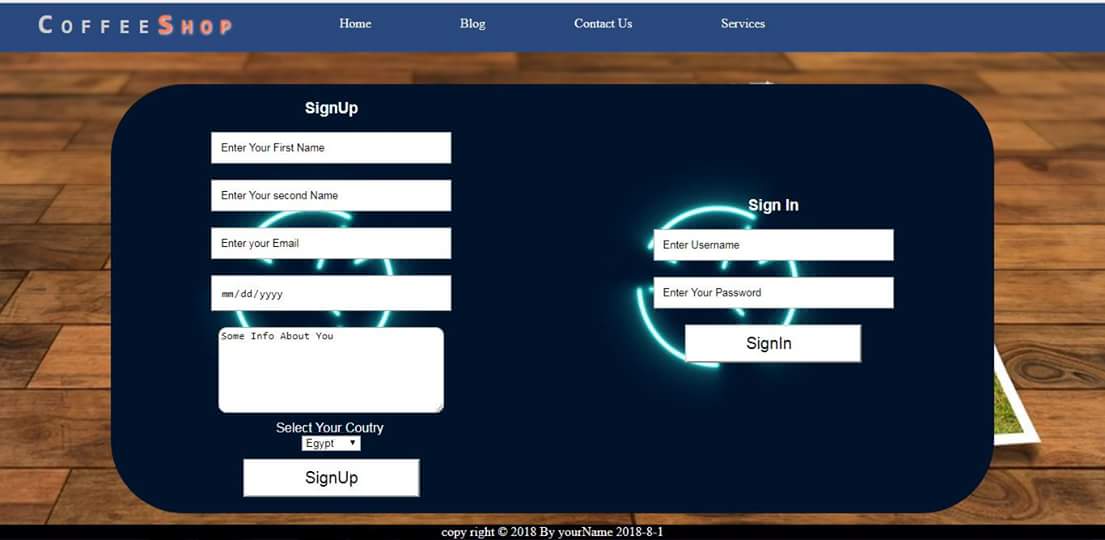 CoffeeShop
Home Blog Contact Us Services
SignUp
Enter Your First Name
Enter Your second Name
Enter your Email
mm/dd/yyyy
Some Info About You
Select Your Coutry
Egypt
SignUp
Sign In
Enter Username
Enter Your Password
SignIn
copy right © 2018 By yourName 2018-8-1